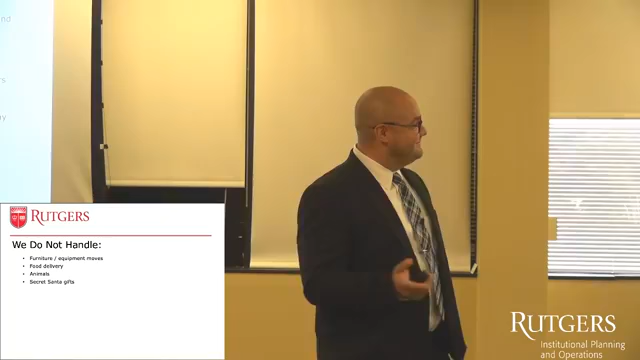 nd
s
y
RUTGERS
We Do Not Handle:
• Furniture / equipment moves
• Food delivery
• Animals
• Secret Santa gifts
RUTGERS
Institutional Planning
and Operations